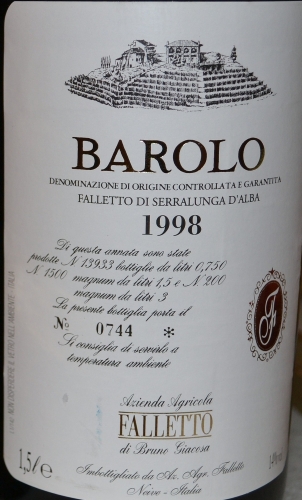 BAROLO
DENOMINAZIONE DI ORIGINE CONTROLLATA E GARANTITA
FALLETTO DI SERRALUNGA D'ALBA
1998
Di questa annata sono state
prodotte N 13933 bottiglie da litri 0,750
N 1500 magnum da litri 1,5 e N 200
magnum da litri 3
La presente bottiglia porta il
No 0744 *
Si consiglia di servirlo a
temperatura ambiente
F
Azienda Agricola
FALLETTO
di Bruno Giacosa
1,5 l e
14% vol
Imbottigliato da Az. Agr. Falletto
Neive - Italia